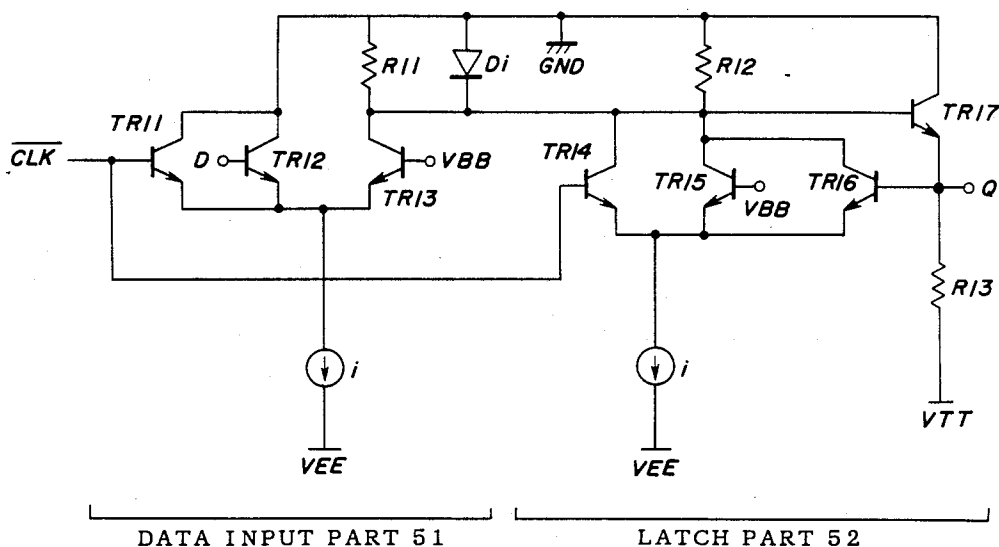 R11
Di
GND
R12
TR17
TR11
CLK
D
TR12
VBB
TR13
TR14
TR15
VBB
TR16
Q
R13
i
i
VTT
VEE
VEE
DATA INPUT PART 51
LATCH PART 52